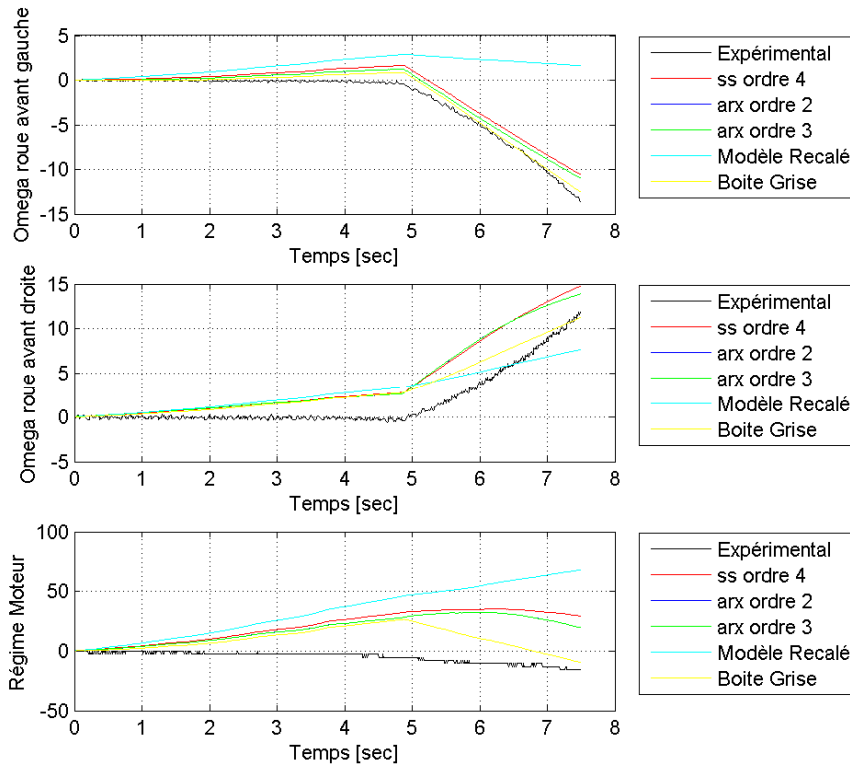 Omega roue avant gauche
5
0
-5
-10
-15
0 1 2 3 4 5 6 7 8
Temps [sec]
Expérimental
ss ordre 4
arx ordre 2
arx ordre 3
Modèle Recalé
Boite Grise
Omega roue avant droite
15
10
5
0
-5
0 1 2 3 4 5 6 7 8
Temps [sec]
Expérimental
ss ordre 4
arx ordre 2
arx ordre 3
Modèle Recalé
Boite Grise
Régime Moteur
100
50
0
-50
0 1 2 3 4 5 6 7 8
Temps [sec]
Expérimental
ss ordre 4
arx ordre 2
arx ordre 3
Modèle Recalé
Boite Grise